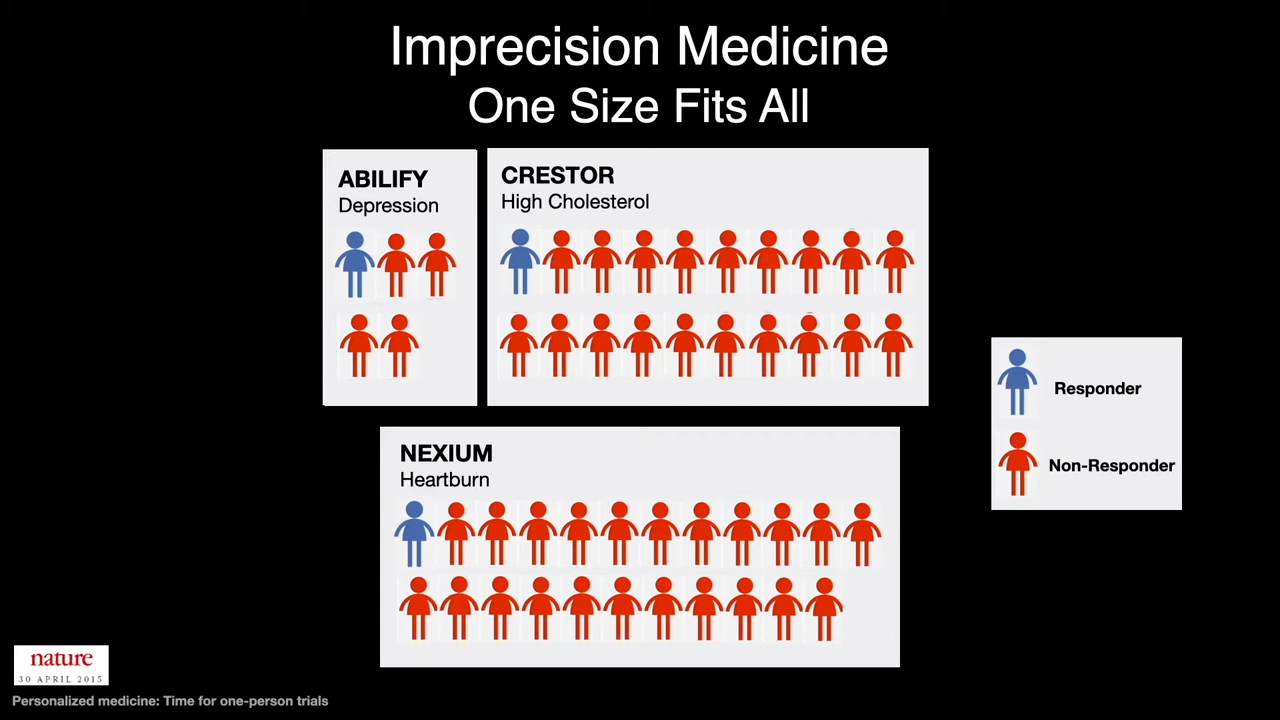 Imprecision Medicine
One Size Fits All
ABILIFY
Depression
CRESTOR
High Cholesterol
NEXIUM
Heartburn
Responder
Non-Responder
nature
30 APRIL 2015
Personalized medicine: Time for one-person trials